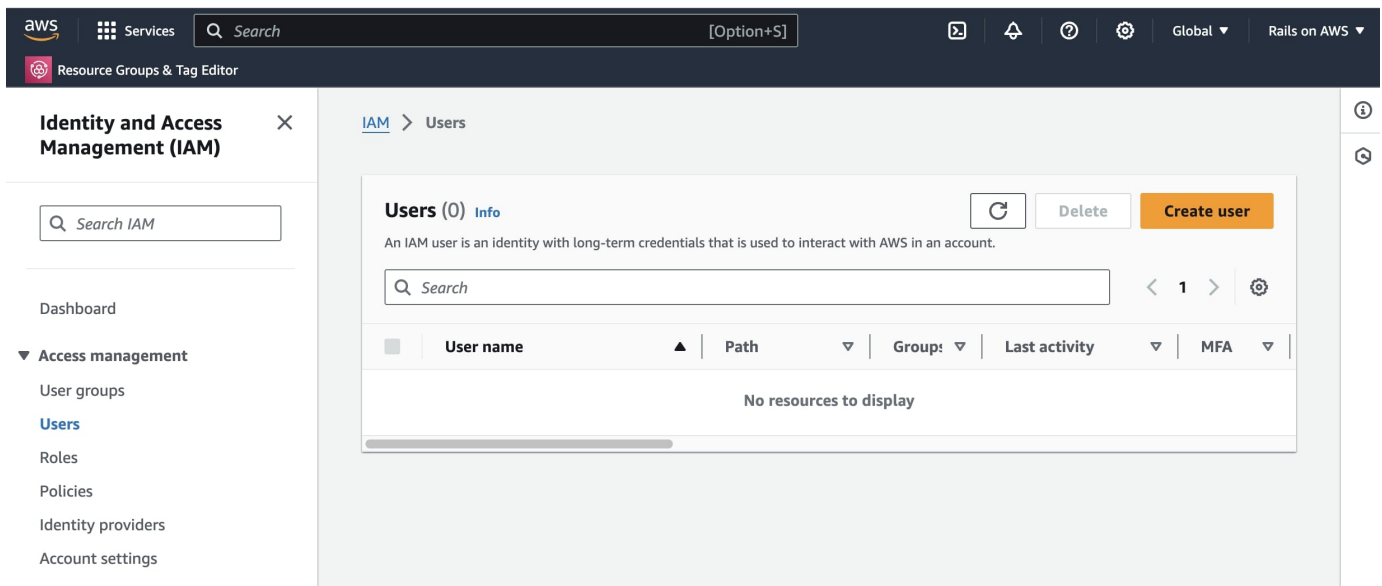 aws Services Search [Option+S] Global ▼ Rails on AWS ▼
Resource Groups & Tag Editor
Identity and Access
Management (IAM)
Search IAM
Dashboard
Access management
User groups
Users
Roles
Policies
Identity providers
Account settings
IAM > Users
Users (0) Info
Delete
Create user
An IAM user is an identity with long-term credentials that is used to interact with AWS in an account.
Search
1
User name Path Group: Last activity MFA
No resources to display